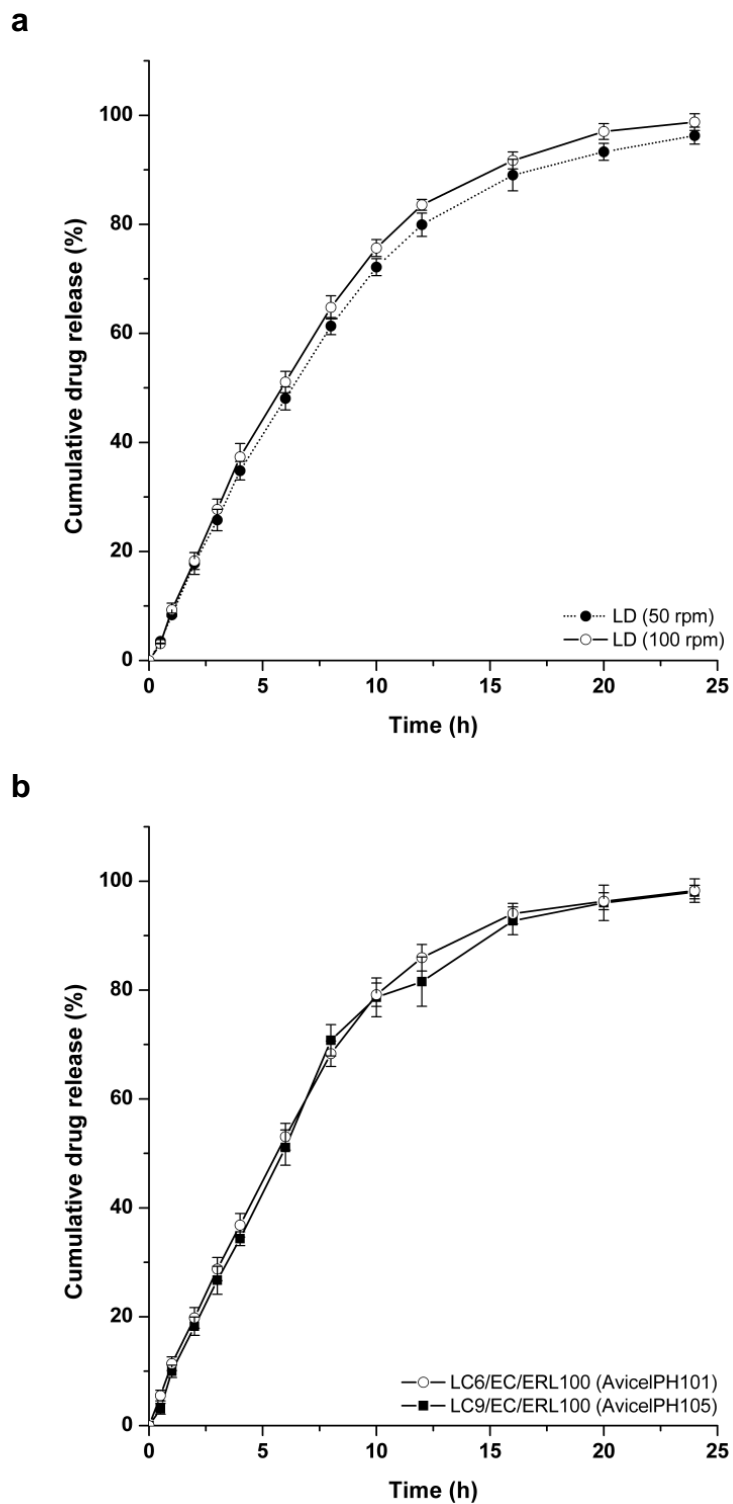 a
Cumulative drug release (%)
100
80
60
40
20
0
LD (50 rpm)
LD (100 rpm)
0 5 10 15 20 25
Time (h)
b
Cumulative drug release (%)
100
80
60
40
20
0
LC6/EC/ERL100 (AvicelPH101)
LC9/EC/ERL100 (AvicelPH105)
0 5 10 15 20 25
Time (h)